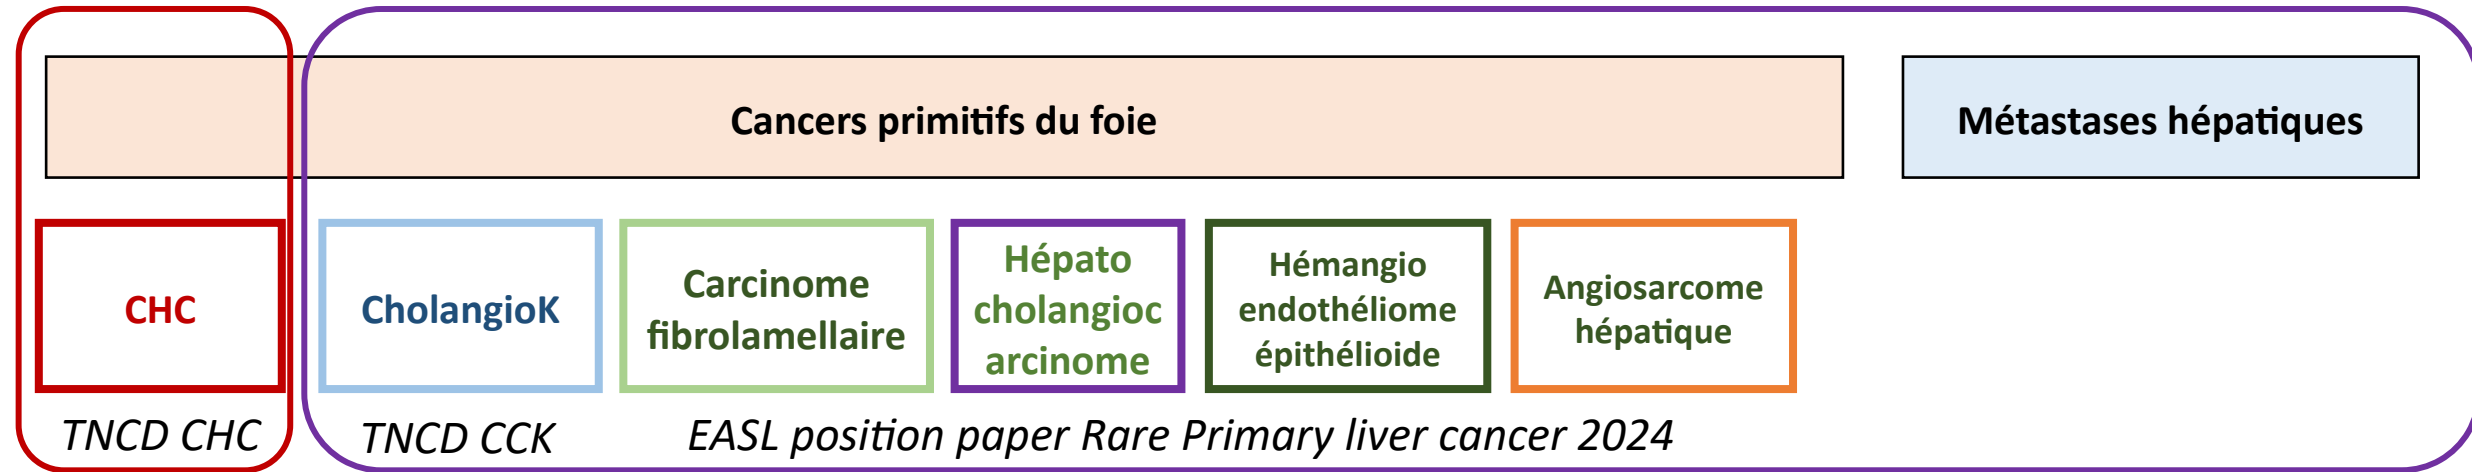 Cancers primitifs du foie
Métastases hépatiques
CHC
CholangioK
Carcinome
fibrolamellaire
Hépato
cholangioc
arcinome
Hémangio
endothéliome
épithélioide
Angiosarcome
hépatique
TNCD CHC
TNCD CCK
EASL position paper Rare Primary liver cancer 2024